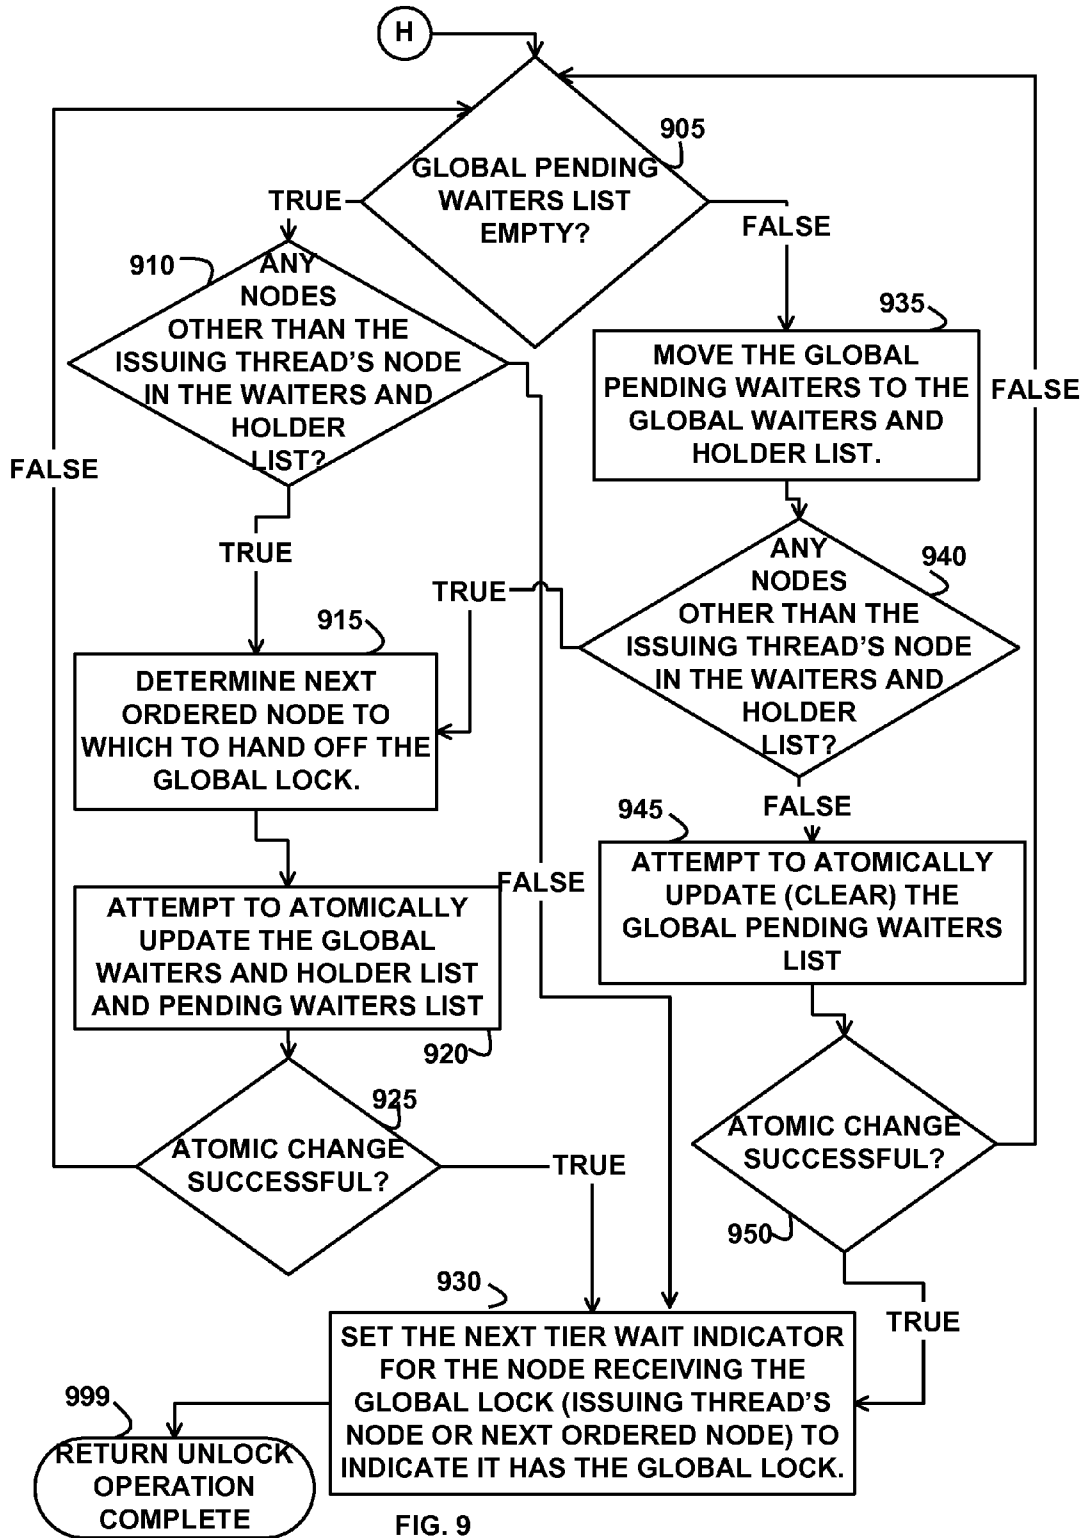 H
905
GLOBAL PENDING
WAITERS LIST
EMPTY?
TRUE
FALSE
910
ANY
NODES
OTHER THAN THE
ISSUING THREAD'S NODE
IN THE WAITERS AND
HOLDER
LIST?
935
MOVE THE GLOBAL
PENDING WAITERS TO THE
GLOBAL WAITERS AND
HOLDER LIST.
FALSE
FALSE
TRUE
940
ANY
NODES
OTHER THAN THE
ISSUING THREAD'S NODE
IN THE WAITERS AND
HOLDER
LIST?
TRUE
915
DETERMINE NEXT
ORDERED NODE TO
WHICH TO HAND OFF THE
GLOBAL LOCK.
FALSE
945
ATTEMPT TO ATOMICALLY
UPDATE (CLEAR) THE
GLOBAL PENDING WAITERS
LIST
FALSE
ATTEMPT TO ATOMICALLY
UPDATE THE GLOBAL
WAITERS AND HOLDER LIST
AND PENDING WAITERS LIST
920
925
ATOMIC CHANGE
SUCCESSFUL?
TRUE
ATOMIC CHANGE
SUCCESSFUL?
950
TRUE
930
SET THE NEXT TIER WAIT INDICATOR
FOR THE NODE RECEIVING THE
GLOBAL LOCK (ISSUING THREAD'S
NODE OR NEXT ORDERED NODE) TO
INDICATE IT HAS THE GLOBAL LOCK.
999
RETURN UNLOCK
OPERATION
COMPLETE
FIG. 9